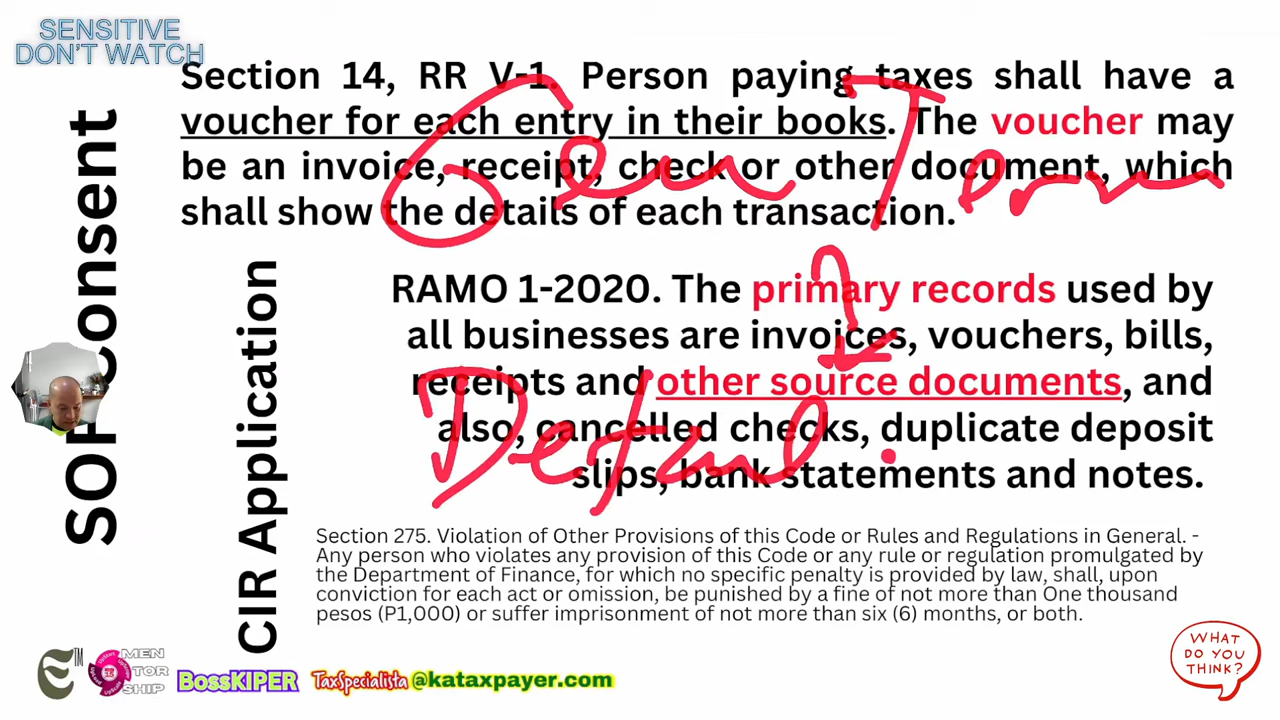 SENSITIVE
DON'T WATCH
Section 14, RR V-1. Person paying taxes shall have a
voucher for each entry in their books. The voucher may
be an invoice, receipt, check or other document, which
shall show the details of each transaction.
SOP Consent
CIR Application
RAMO 1-2020. The primary records used by
all businesses are invoices, vouchers, bills,
receipts and other source documents, and
also, cancelled checks, duplicate deposit
slips, bank statements and notes.
Gen Term
Detail
Section 275. Violation of Other Provisions of this Code or Rules and Regulations in General. -
Any person who violates any provision of this Code or any rule or regulation promulgated by
the Department of Finance, for which no specific penalty is provided by law, shall, upon
conviction for each act or omission, be punished by a fine of not more than One thousand
pesos (P1,000) or suffer imprisonment of not more than six (6) months, or both.
TM
MEN
TOR
SHIP
BossKIPER
TaxSpecialista
@kataxpayer.com
WHAT
DO YOU
THINK?